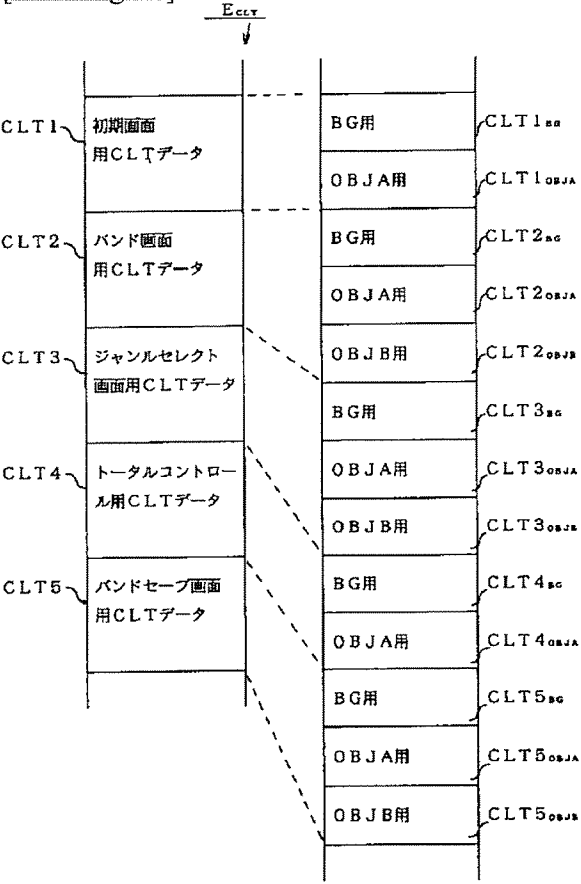 E CLT
CLT1
初期画面
用CLTデータ
CLT2
バンド画面
用CLTデータ
CLT3
ジャンルセレクト
画面用CLTデータ
CLT4
トータルコントロー
ル用CLTデータ
CLT5
バンドセーブ画面
用CLTデータ
BG用 CLT1BG
OBJA用 CLT1OBJA
BG用 CLT2BG
OBJA用 CLT2OBJA
OBJB用 CLT2OBJB
BG用 CLT3BG
OBJA用 CLT3OBJA
OBJB用 CLT3OBJB
BG用 CLT4BG
OBJA用 CLT4OBJA
BG用 CLT5BG
OBJA用 CLT5OBJA
OBJB用 CLT5OBJB